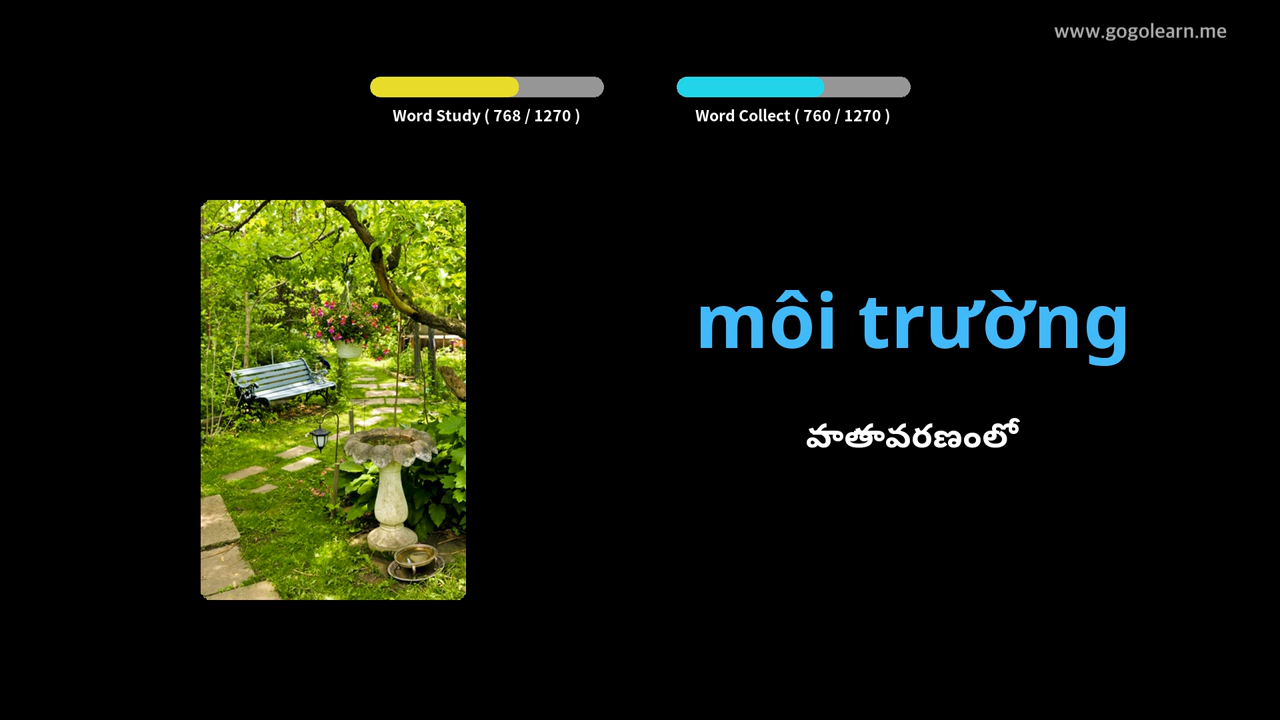 www.gogolearn.me
Word Study ( 768 / 1270 )
Word Collect ( 760 / 1270 )
môi trường
వాతావరణంలో